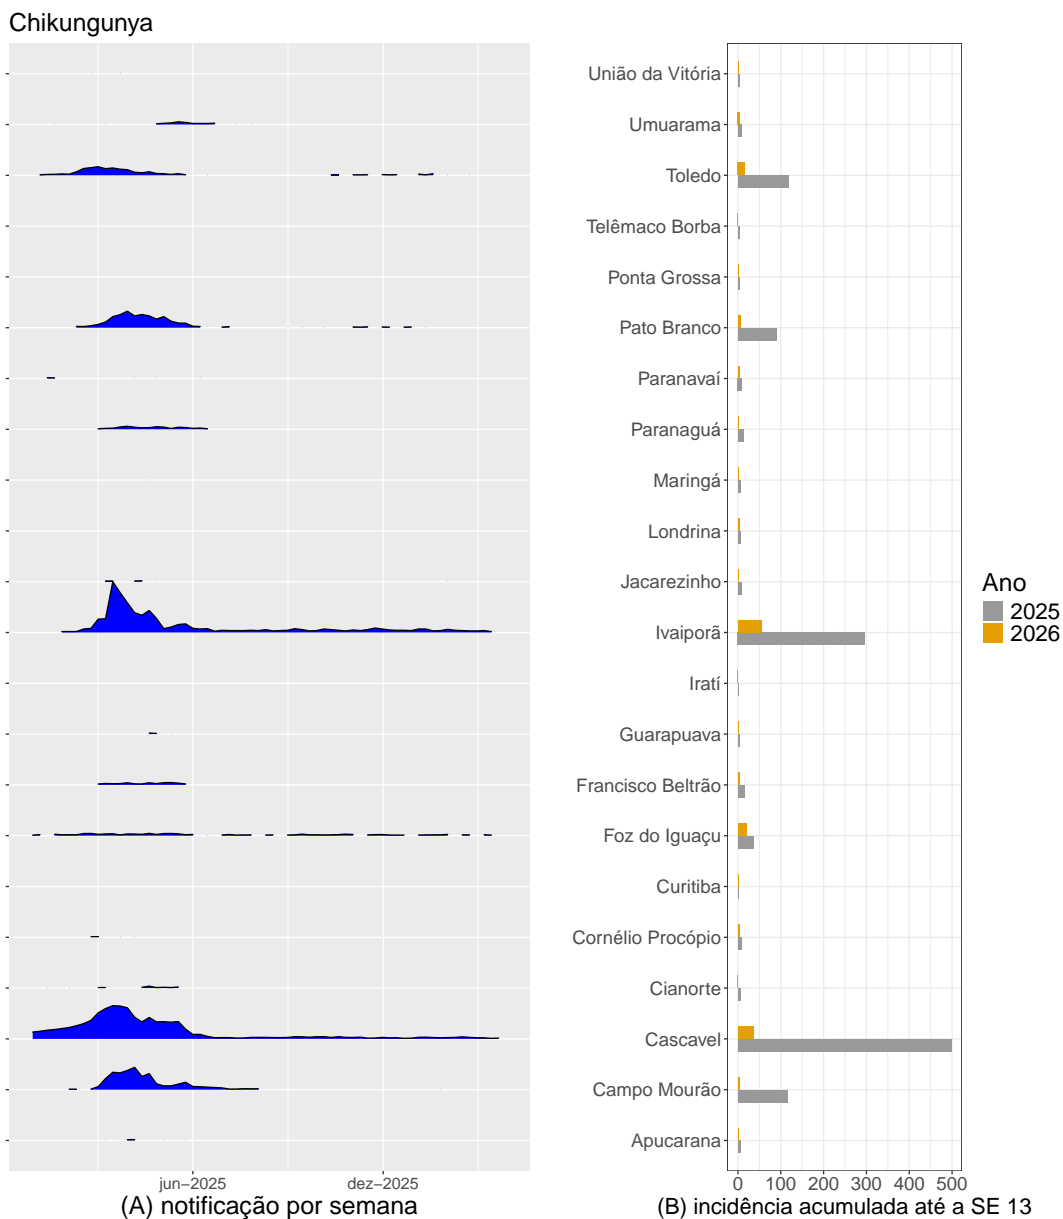 Chikungunya
União da Vitória
Umuarama
Toledo
Telêmaco Borba
Ponta Grossa
Pato Branco
Paranavaí
Paranaguá
Maringá
Londrina
Jacarezinho
Ivaiporã
Iratí
Guarapuava
Francisco Beltrão
Foz do Iguaçu
Curitiba
Cornélio Procópio
Cianorte
Cascavel
Campo Mourão
Apucarana
Ano
2025
2026
jun−2025 dez−2025
0 100 200 300 400 500
(A) notificação por semana
(B) incidência acumulada até a SE 13